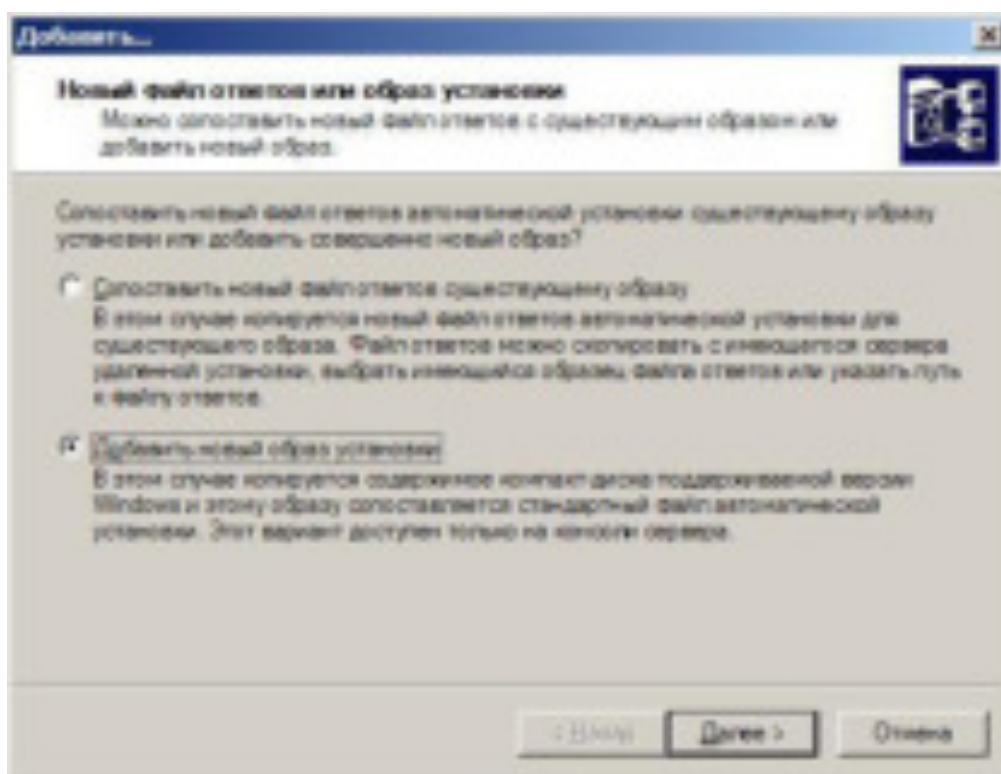 Добавить...
Новый файл ответов или образ установки
Можно сопоставить новый файл ответов с существующим образом или
добавить новый образ.
Сопоставить новый файл ответов автоматической установки существующему образу
установки или добавить совершенно новый образ?
Сопоставить новый файл ответов существующему образу
В этом случае копируется новый файл ответов автоматической установки для
существующего образа. Файл ответов можно скопировать с имеющегося сервера
удаленной установки, выбрать имеющийся образец файла ответов или указать путь
к файлу ответов.
Добавить новый образ установки
В этом случае копируется содержимое компакт-диска поддерживаемой версии
Windows и этому образу сопоставляется стандартный файл автоматической
установки. Этот вариант доступен только на консоли сервера.
< Назад
Далее >
Отмена